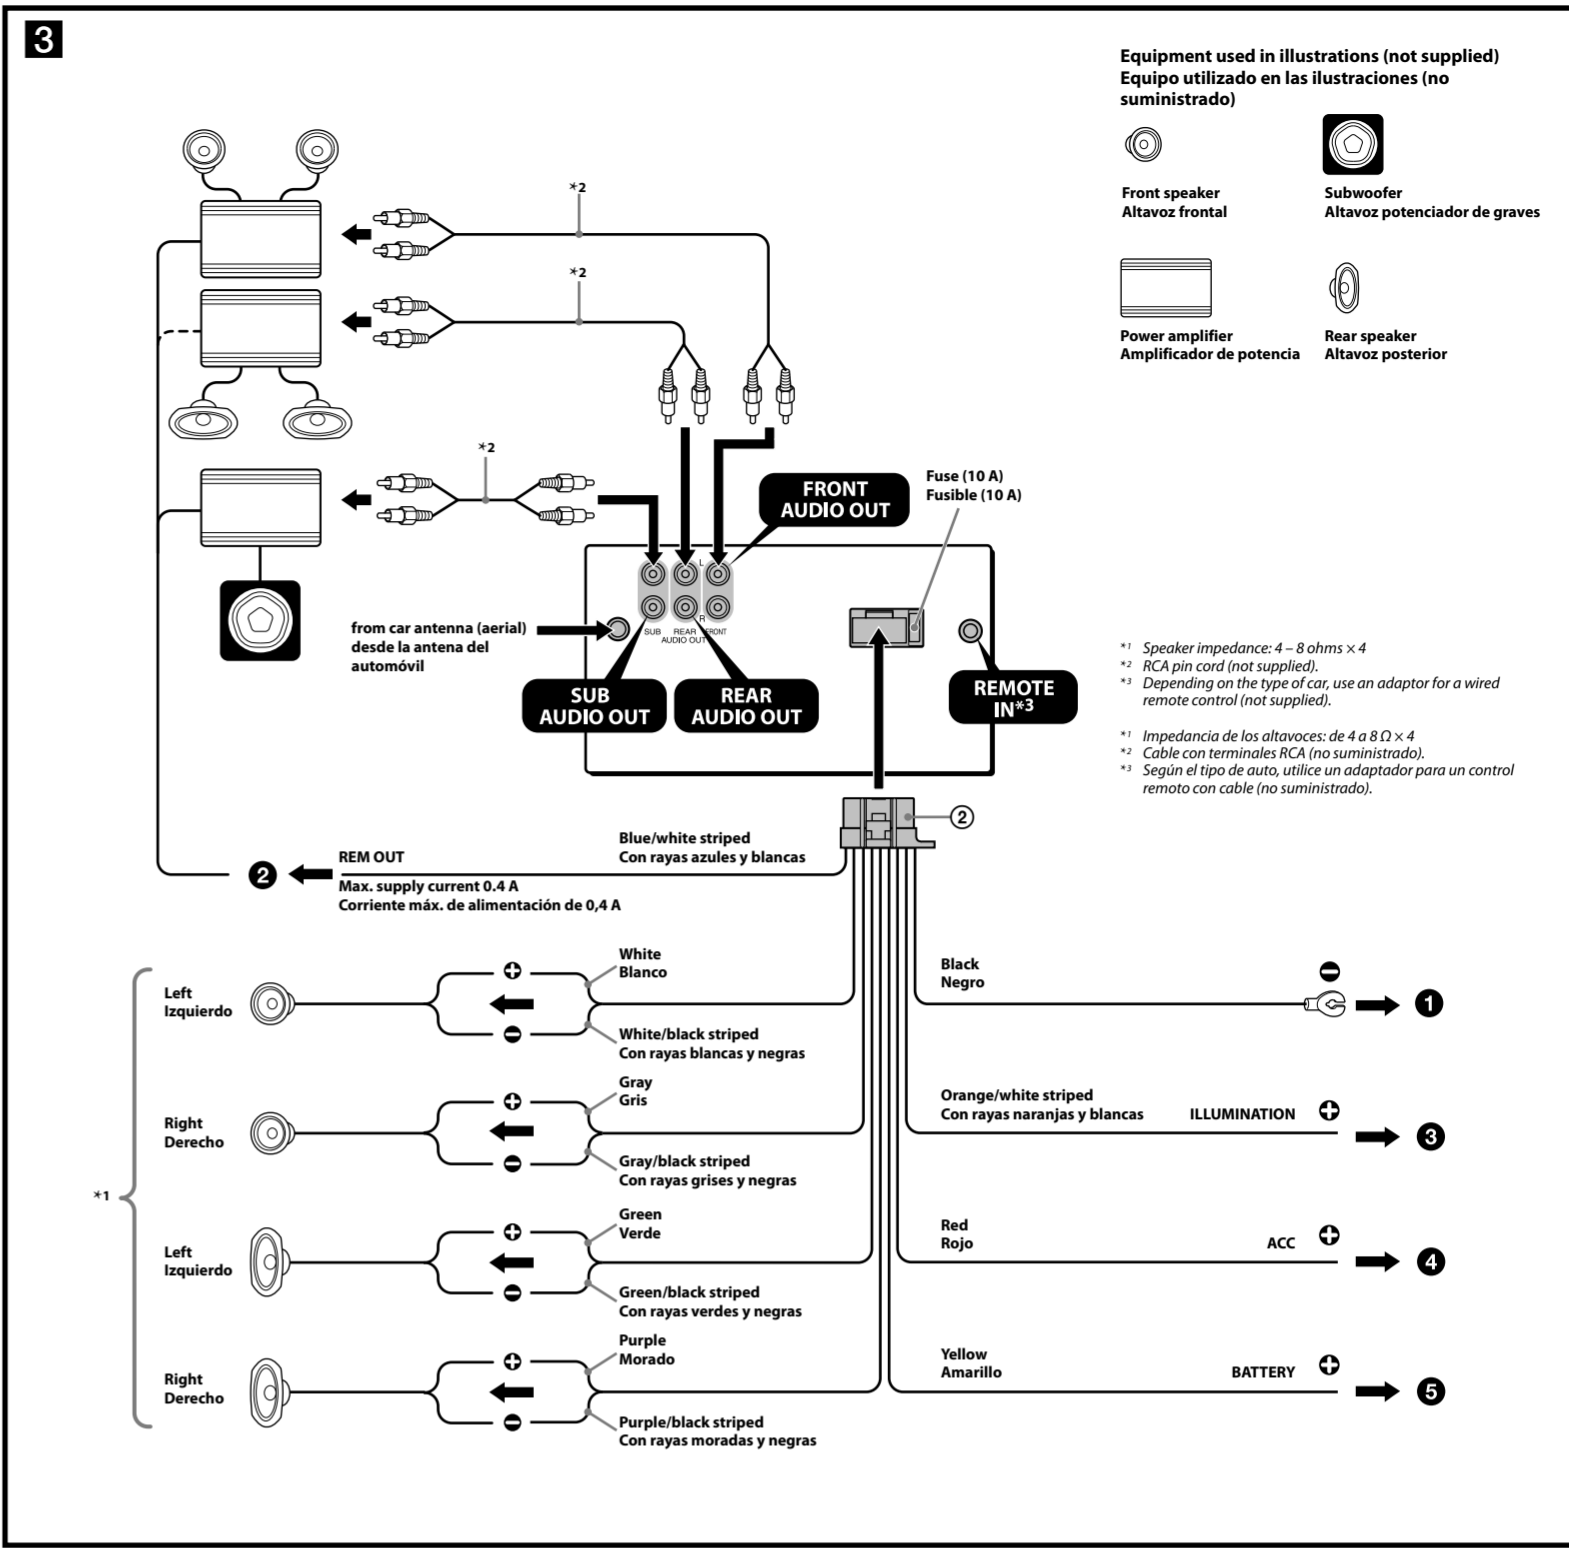 3
Equipment used in illustrations (not supplied)
Equipo utilizado en las ilustraciones (no
suministrado)
Front speaker
Altavoz frontal
Subwoofer
Altavoz potenciador de graves
Power amplifier
Amplificador de potencia
Rear speaker
Altavoz posterior
*2
*2
*2
FRONT
AUDIO OUT
Fuse (10 A)
Fusible (10 A)
L
R
SUB
REAR
FRONT
AUDIO OUT
from car antenna (aerial)
desde la antena del
automóvil
SUB
AUDIO OUT
REAR
AUDIO OUT
REMOTE
IN*3
*1 Speaker impedance: 4 – 8 ohms × 4
*2 RCA pin cord (not supplied).
*3 Depending on the type of car, use an adaptor for a wired
remote control (not supplied).
*1 Impedancia de los altavoces: de 4 a 8 Ω × 4
*2 Cable con terminales RCA (no suministrado).
*3 Según el tipo de auto, utilice un adaptador para un control
remoto con cable (no suministrado).
②
Blue/white striped
Con rayas azules y blancas
❷
REM OUT
Max. supply current 0.4 A
Corriente máx. de alimentación de 0,4 A
*1
Left
Izquierdo
+
−
White
Blanco
White/black striped
Con rayas blancas y negras
Right
Derecho
+
−
Gray
Gris
Gray/black striped
Con rayas grises y negras
Left
Izquierdo
+
−
Green
Verde
Green/black striped
Con rayas verdes y negras
Right
Derecho
+
−
Purple
Morado
Purple/black striped
Con rayas moradas y negras
Black
Negro
−
❶
Orange/white striped
Con rayas naranjas y blancas
ILLUMINATION
+
❸
Red
Rojo
ACC
+
❹
Yellow
Amarillo
BATTERY
+
❺